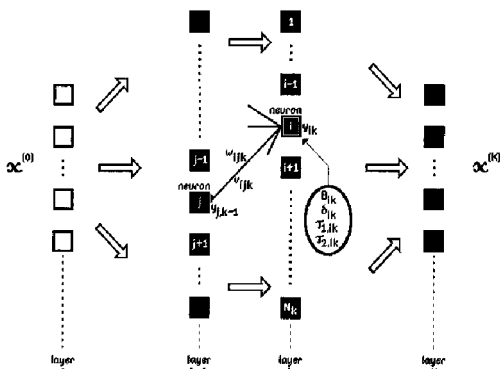 1
i-1
neuron
i
y_ik
i+1
N_k
j-1
neuron
j
y_j,k-1
j+1
w_ijk
v_ijk
θ_ik
δ_ik
τ_1,ik
τ_2,ik
x^(0)
x^(K)
layer
layer
layer
layer